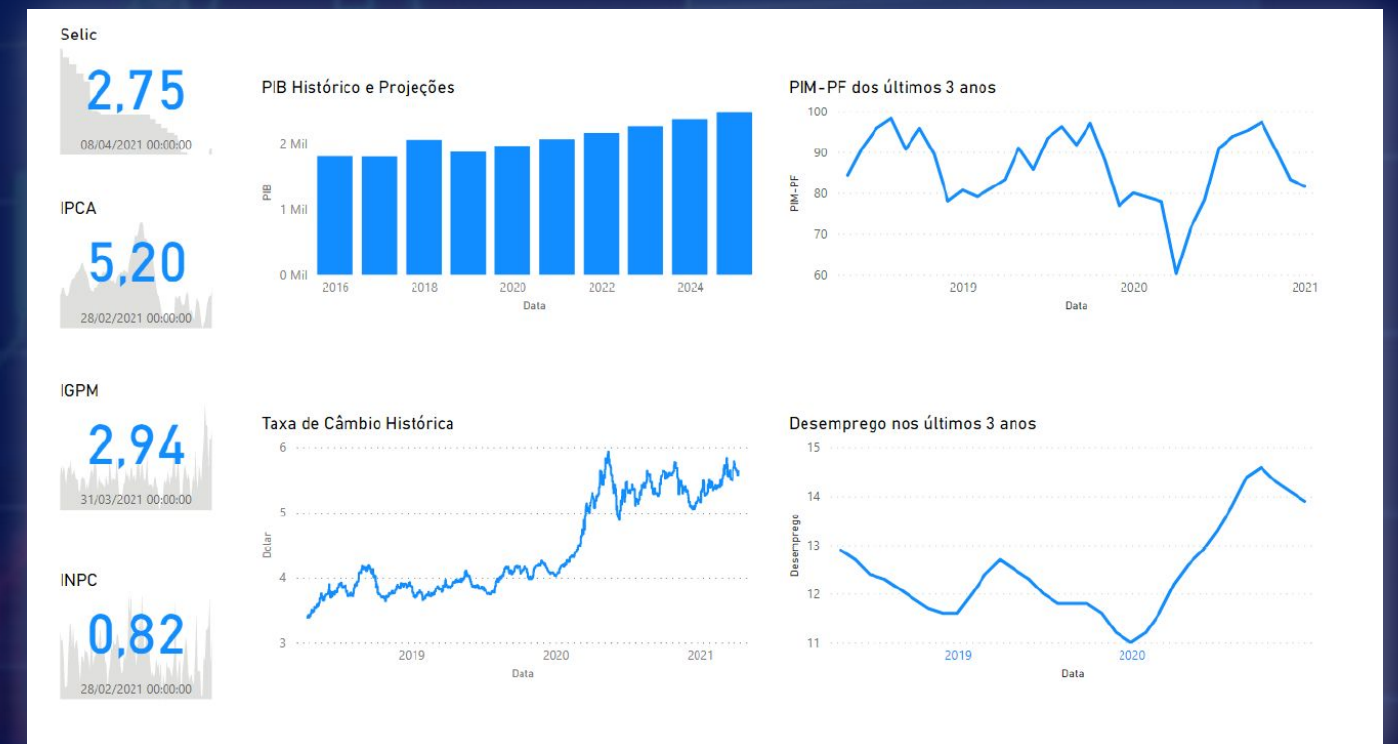 Selic
2,75
08/04/2021 00:00:00
IPCA
5,20
28/02/2021 00:00:00
IGPM
2,94
31/03/2021 00:00:00
INPC
0,82
28/02/2021 00:00:00
PIB Histórico e Projeções
PIB
2 Mil
1 Mil
0 Mil
2016 2018 2020 2022 2024
Data
PIM-PF dos últimos 3 anos
PIM-PF
100
90
80
70
60
2019 2020 2021
Data
Taxa de Câmbio Histórica
Dolar
6
5
4
3
2019 2020 2021
Data
Desemprego nos últimos 3 anos
Desemprego
15
14
13
12
11
2019 2020
Data